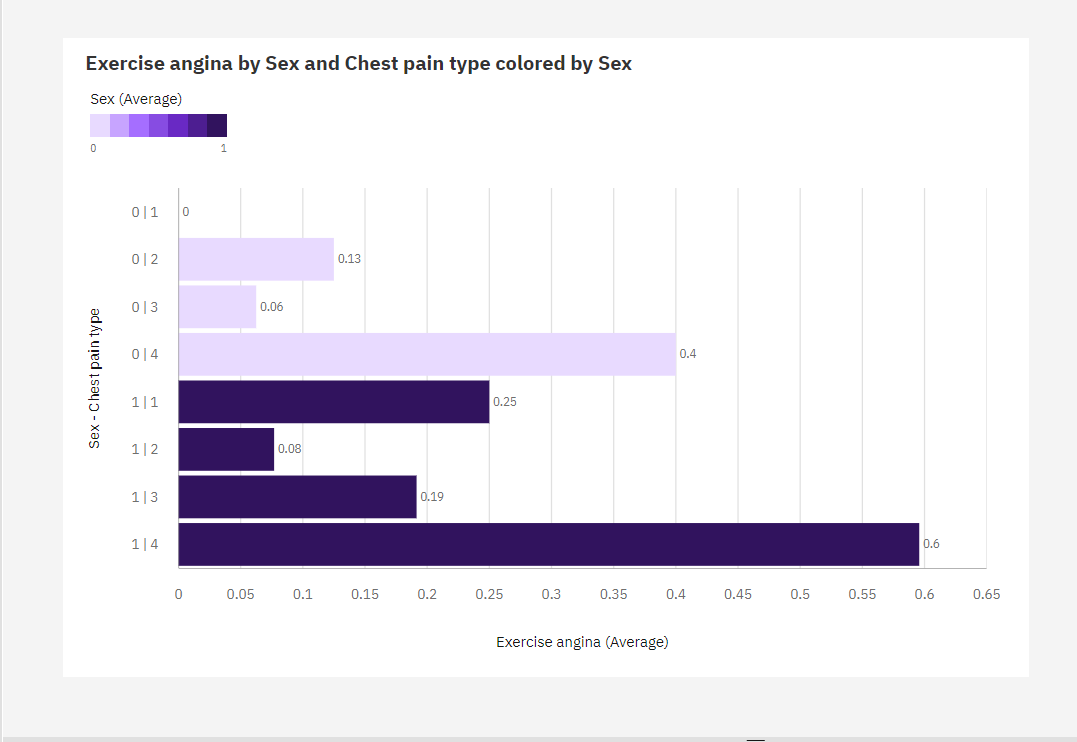 Exercise angina by Sex and Chest pain type colored by Sex
Sex (Average)
0 1
Sex - Chest pain type
0 | 1 0
0 | 2 0.13
0 | 3 0.06
0 | 4 0.4
1 | 1 0.25
1 | 2 0.08
1 | 3 0.19
1 | 4 0.6
0 0.05 0.1 0.15 0.2 0.25 0.3 0.35 0.4 0.45 0.5 0.55 0.6 0.65
Exercise angina (Average)